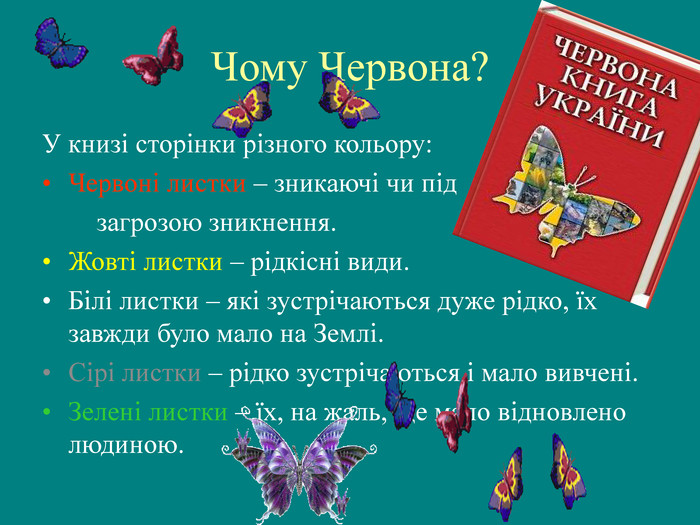 Чому Червона?
ЧЕРВОНА
КНИГА
УКРАЇНИ
У книзі сторінки різного кольору:
• Червоні листки – зникаючі чи під
загрозою зникнення.
• Жовті листки – рідкісні види.
• Білі листки – які зустрічаються дуже рідко, їх
завжди було мало на Землі.
• Сірі листки – рідко зустрічаються і мало вивчені.
• Зелені листки – їх, на жаль, ще мало відновлено
людиною.